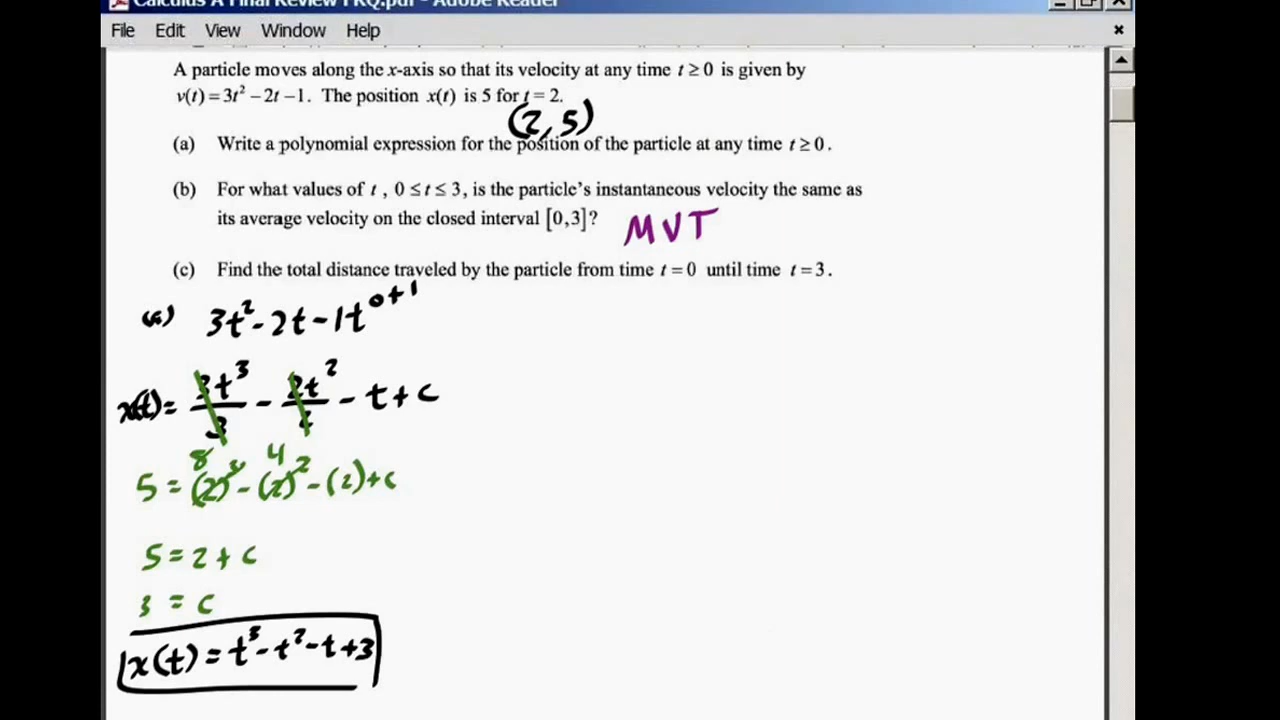 Calculus A Final Review FRQ.pdf - Adobe Reader
File Edit View Window Help
A particle moves along the x-axis so that its velocity at any time t ≥ 0 is given by
v(t) = 3t² − 2t − 1. The position x(t) is 5 for t = 2.
(2, 5)
(a) Write a polynomial expression for the position of the particle at any time t ≥ 0.
(b) For what values of t, 0 ≤ t ≤ 3, is the particle's instantaneous velocity the same as
its average velocity on the closed interval [0,3]?
MVT
(c) Find the total distance traveled by the particle from time t = 0 until time t = 3.
(a) 3t² - 2t - 1t⁰⁺¹
x(t) = 3t³/3 - 2t²/2 - t + c
8 4
5 = (2)³ - (2)² - (2) + c
5 = 2 + c
3 = c
x(t) = t³ - t² - t + 3